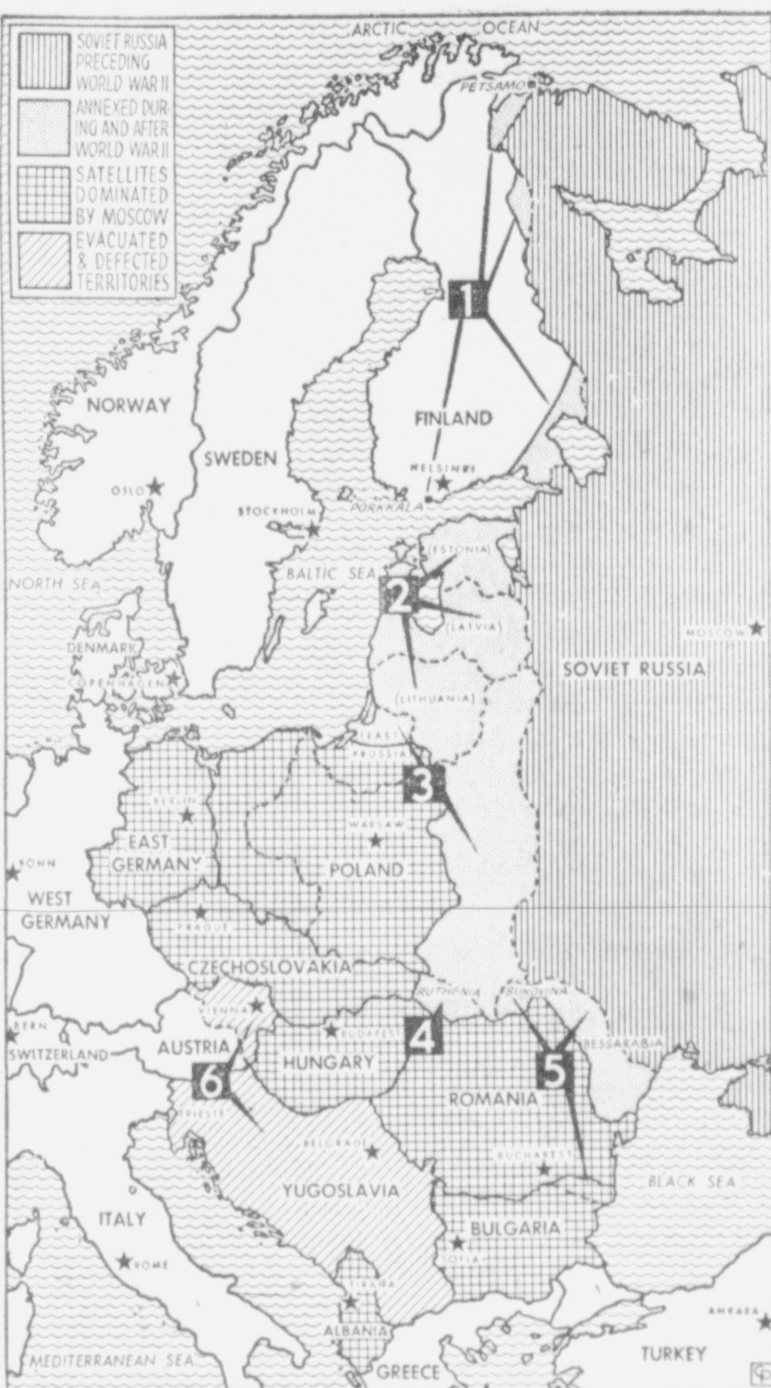 ARCTIC OCEAN
SOVIET RUSSIA
PRECEDING
WORLD WAR II
ANNEXED DUR-
ING AND AFTER
WORLD WAR II
SATELLITES
DOMINATED
BY MOSCOW
EVACUATED
& DEFECTED
TERRITORIES
PETSAMO
1
NORWAY
FINLAND
SWEDEN
HELSINKI
OSLO
PORKKALA
STOCKHOLM
(ESTONIA)
NORTH SEA
BALTIC SEA
2
(LATVIA)
MOSCOW
DENMARK
SOVIET RUSSIA
COPENHAGEN
(LITHUANIA)
(EAST
PRUSSIA)
3
BERLIN
WARSAW
EAST
GERMANY
POLAND
BONN
WEST
GERMANY
PRAGUE
CZECHOSLOVAKIA
RUTHENIA
BUKOVINA
VIENNA
BERN
BUDAPEST
4
BESSARABIA
SWITZERLAND
AUSTRIA
HUNGARY
5
6
ROMANIA
TRIESTE
BELGRADE
BUCHAREST
BLACK SEA
YUGOSLAVIA
ITALY
BULGARIA
ROME
TIRANA
ANKARA
ALBANIA
MEDITERRANEAN SEA
GREECE
TURKEY
CP